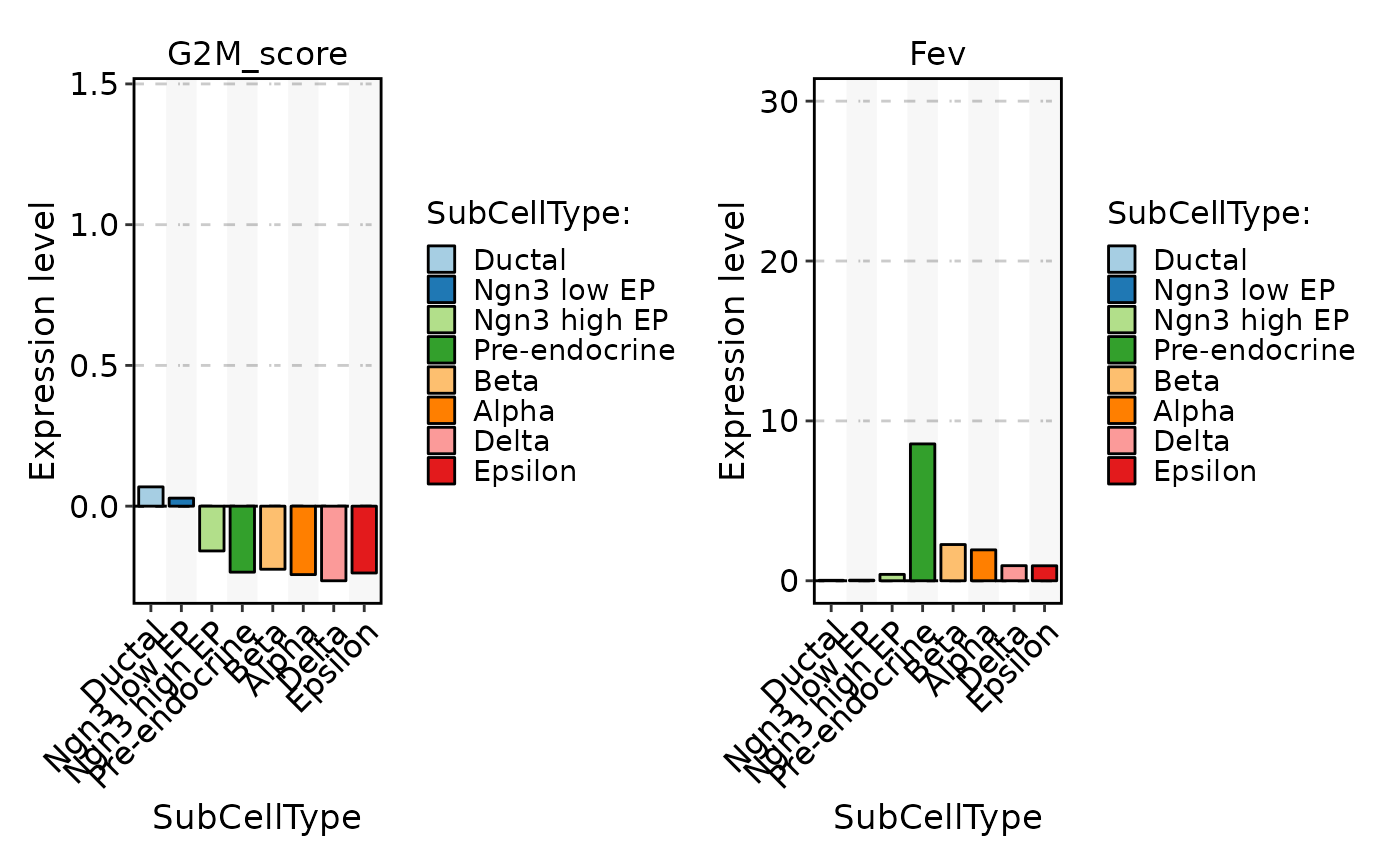 G2M_score
Expression level
1.5
1.0
0.5
0.0
Ductal
Ngn3 low EP
Ngn3 high EP
Pre-endocrine
Beta
Alpha
Delta
Epsilon
SubCellType
SubCellType:
Ductal
Ngn3 low EP
Ngn3 high EP
Pre-endocrine
Beta
Alpha
Delta
Epsilon
Fev
Expression level
30
20
10
0
Ductal
Ngn3 low EP
Ngn3 high EP
Pre-endocrine
Beta
Alpha
Delta
Epsilon
SubCellType
SubCellType:
Ductal
Ngn3 low EP
Ngn3 high EP
Pre-endocrine
Beta
Alpha
Delta
Epsilon